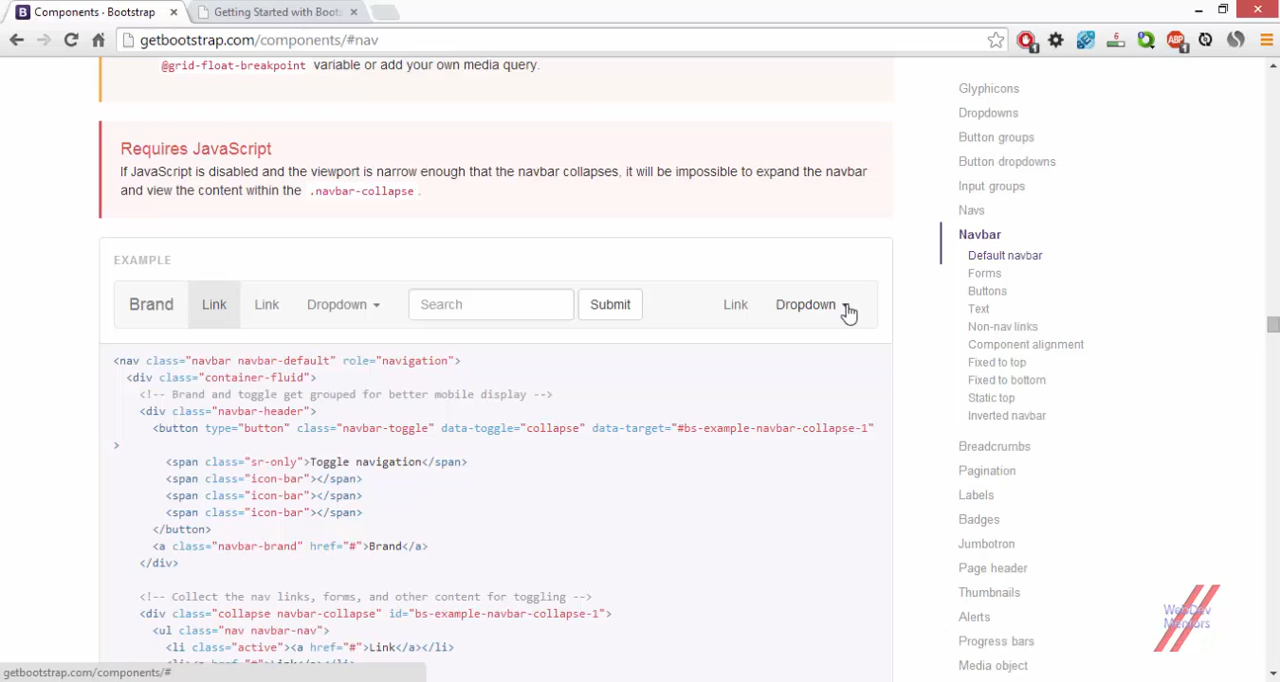 Components · Bootstrap
Getting Started with Boots
getbootstrap.com/components/#nav
@grid-float-breakpoint variable or add your own media query.
Requires JavaScript
If JavaScript is disabled and the viewport is narrow enough that the navbar collapses, it will be impossible to expand the navbar
and view the content within the .navbar-collapse .
EXAMPLE
Brand Link Link Dropdown Search Submit Link Dropdown
<nav class="navbar navbar-default" role="navigation">
<div class="container-fluid">
<!-- Brand and toggle get grouped for better mobile display -->
<div class="navbar-header">
<button type="button" class="navbar-toggle" data-toggle="collapse" data-target="#bs-example-navbar-collapse-1"
>
<span class="sr-only">Toggle navigation</span>
<span class="icon-bar"></span>
<span class="icon-bar"></span>
<span class="icon-bar"></span>
</button>
<a class="navbar-brand" href="#">Brand</a>
</div>
<!-- Collect the nav links, forms, and other content for toggling -->
<div class="collapse navbar-collapse" id="bs-example-navbar-collapse-1">
<ul class="nav navbar-nav">
<li class="active"><a href="#">Link</a></li>
getbootstrap.com/components/#
Glyphicons
Dropdowns
Button groups
Button dropdowns
Input groups
Navs
Navbar
Default navbar
Forms
Buttons
Text
Non-nav links
Component alignment
Fixed to top
Fixed to bottom
Static top
Inverted navbar
Breadcrumbs
Pagination
Labels
Badges
Jumbotron
Page header
Thumbnails
Alerts
Progress bars
Media object
WebDev
Mentors